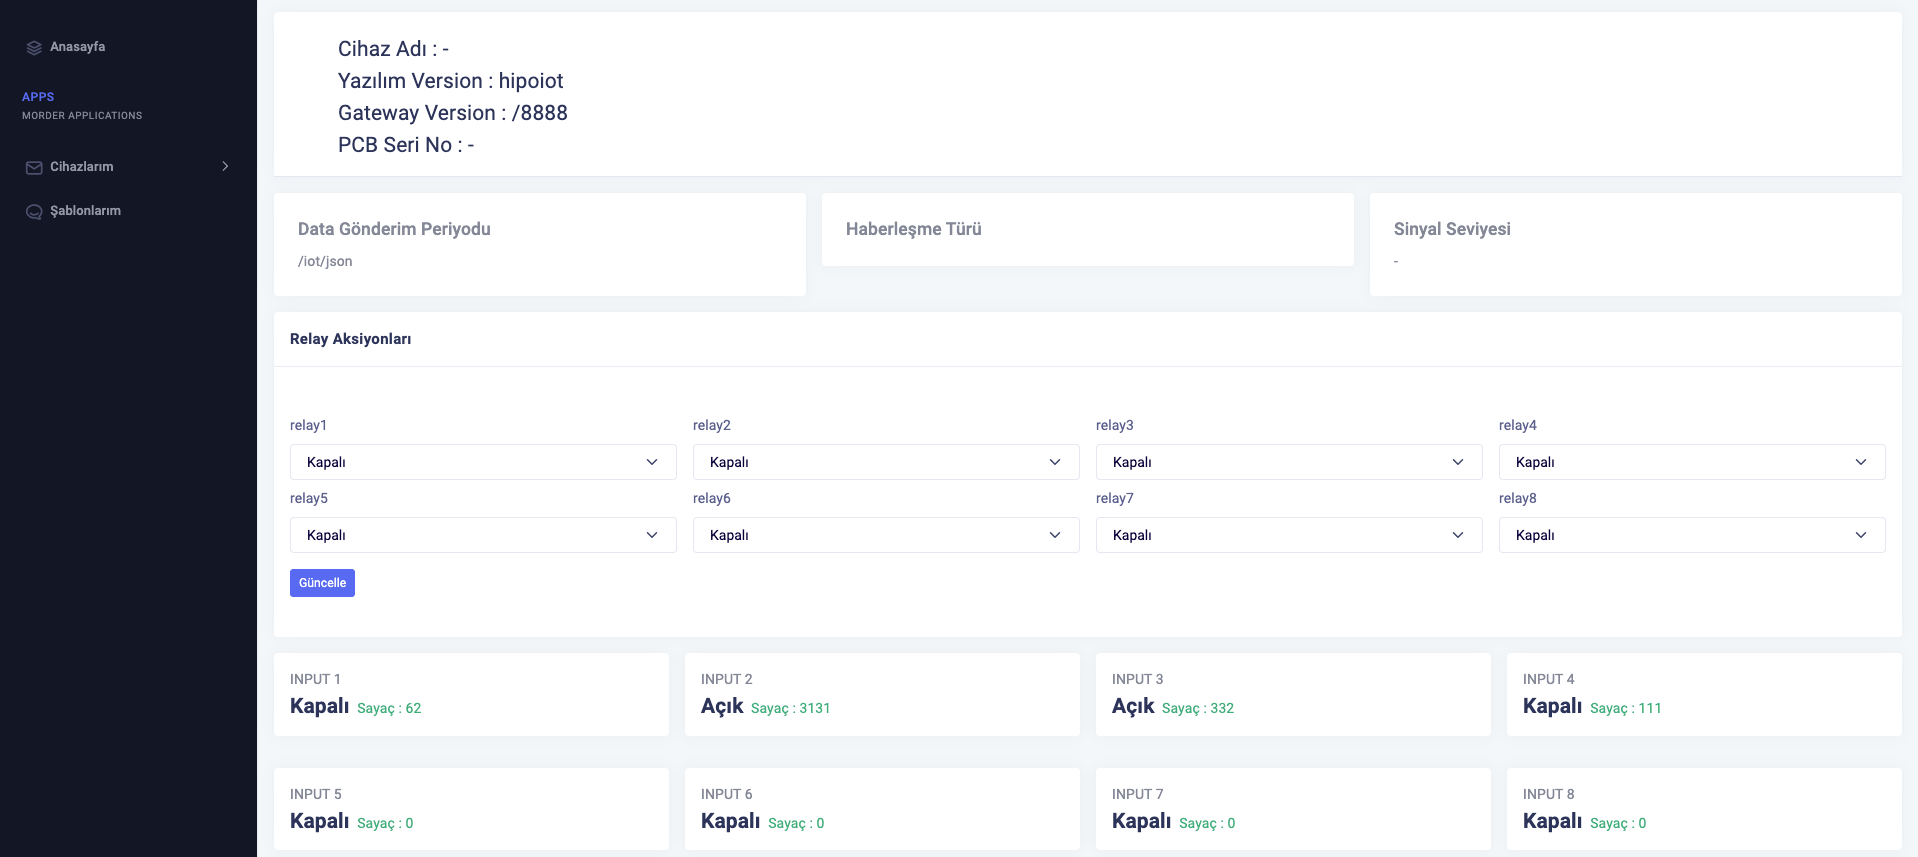 Anasayfa
APPS
MORDER APPLICATIONS
Cihazlarım
Şablonlarım
Cihaz Adı : -
Yazılım Version : hipoiot
Gateway Version : /8888
PCB Seri No : -
Data Gönderim Periyodu
/iot/json
Haberleşme Türü
Sinyal Seviyesi
-
Relay Aksiyonları
relay1 relay2 relay3 relay4
Kapalı Kapalı Kapalı Kapalı
relay5 relay6 relay7 relay8
Kapalı Kapalı Kapalı Kapalı
Güncelle
INPUT 1
Kapalı Sayaç : 62
INPUT 2
Açık Sayaç : 3131
INPUT 3
Açık Sayaç : 332
INPUT 4
Kapalı Sayaç : 111
INPUT 5
Kapalı Sayaç : 0
INPUT 6
Kapalı Sayaç : 0
INPUT 7
Kapalı Sayaç : 0
INPUT 8
Kapalı Sayaç : 0